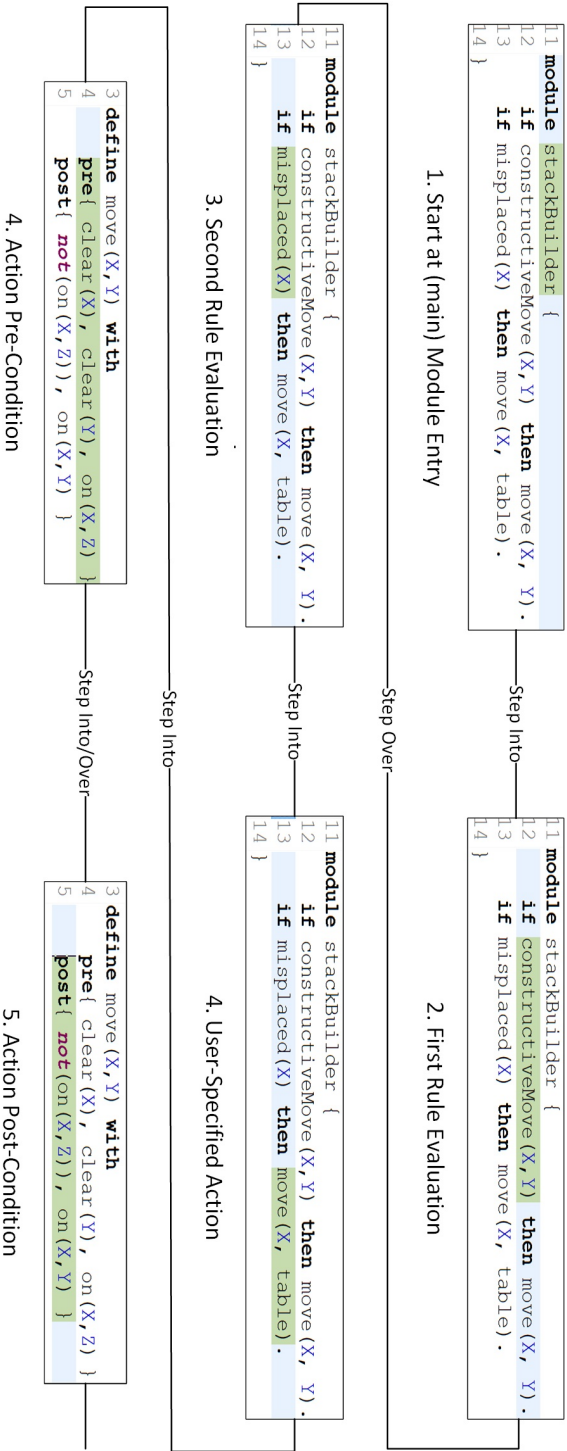 11 module stackBuilder {
12 if constructiveMove(X,Y) then move(X, Y).
13 if misplaced(X) then move(X, table).
14 }
1. Start at (main) Module Entry
Step Into
11 module stackBuilder {
12 if constructiveMove(X,Y) then move(X, Y).
13 if misplaced(X) then move(X, table).
14 }
2. First Rule Evaluation
Step Over
11 module stackBuilder {
12 if constructiveMove(X,Y) then move(X, Y).
13 if misplaced(X) then move(X, table).
14 }
3. Second Rule Evaluation
Step Into
11 module stackBuilder {
12 if constructiveMove(X,Y) then move(X, Y).
13 if misplaced(X) then move(X, table).
14 }
4. User-Specified Action
Step Into
3 define move(X,Y) with
4 pre{ clear(X), clear(Y), on(X,Z) }
5 post{ not(on(X,Z)), on(X,Y) }
4. Action Pre-Condition
Step Into/Over
3 define move(X,Y) with
4 pre{ clear(X), clear(Y), on(X,Z) }
5 post{ not(on(X,Z)), on(X,Y) }
5. Action Post-Condition